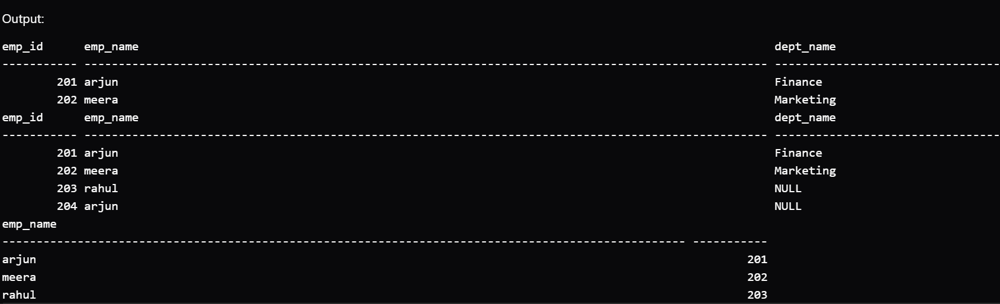 Output:
emp_id      emp_name                                                                                             dept_name
----------- ---------------------------------------------------------------------------------------------------- ---------------------------------
        201 arjun                                                                                                Finance
        202 meera                                                                                                Marketing
emp_id      emp_name                                                                                             dept_name
----------- ---------------------------------------------------------------------------------------------------- ---------------------------------
        201 arjun                                                                                                Finance
        202 meera                                                                                                Marketing
        203 rahul                                                                                                NULL
        204 arjun                                                                                                NULL
emp_name
---------------------------------------------------------------------------------------------------- -----------
arjun                                                                                                        201
meera                                                                                                        202
rahul                                                                                                        203